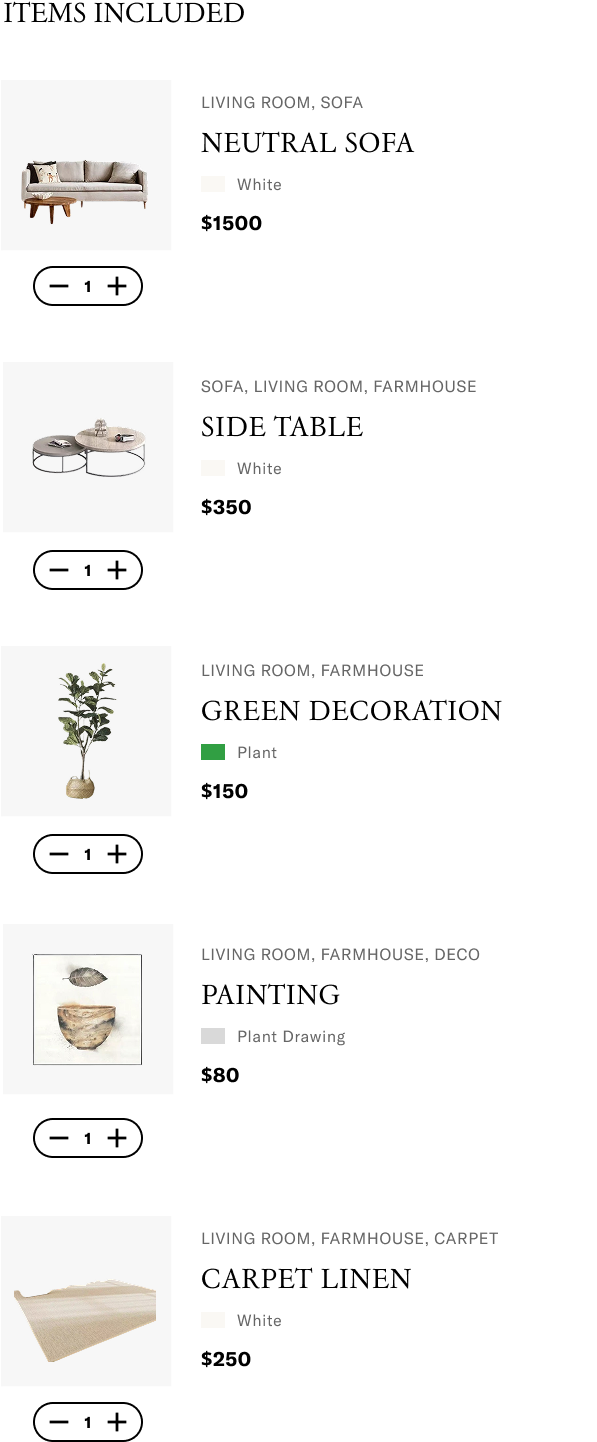 ITEMS INCLUDED
LIVING ROOM, SOFA
NEUTRAL SOFA
White
$1500
1
SOFA, LIVING ROOM, FARMHOUSE
SIDE TABLE
White
$350
1
LIVING ROOM, FARMHOUSE
GREEN DECORATION
Plant
$150
1
LIVING ROOM, FARMHOUSE, DECO
PAINTING
Plant Drawing
$80
1
LIVING ROOM, FARMHOUSE, CARPET
CARPET LINEN
White
$250
1